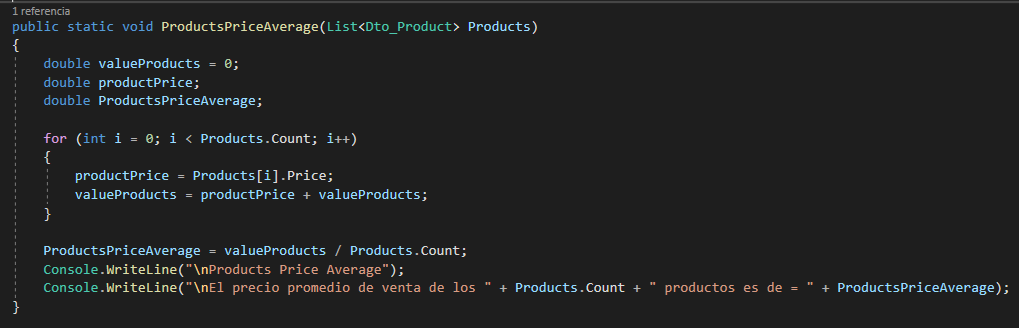 1 referencia
public static void ProductsPriceAverage(List<Dto_Product> Products)
{
double valueProducts = 0;
double productPrice;
double ProductsPriceAverage;
for (int i = 0; i < Products.Count; i++)
{
productPrice = Products[i].Price;
valueProducts = productPrice + valueProducts;
}
ProductsPriceAverage = valueProducts / Products.Count;
Console.WriteLine("\nProducts Price Average");
Console.WriteLine("\nEl precio promedio de venta de los " + Products.Count + " productos es de = " + ProductsPriceAverage);
}